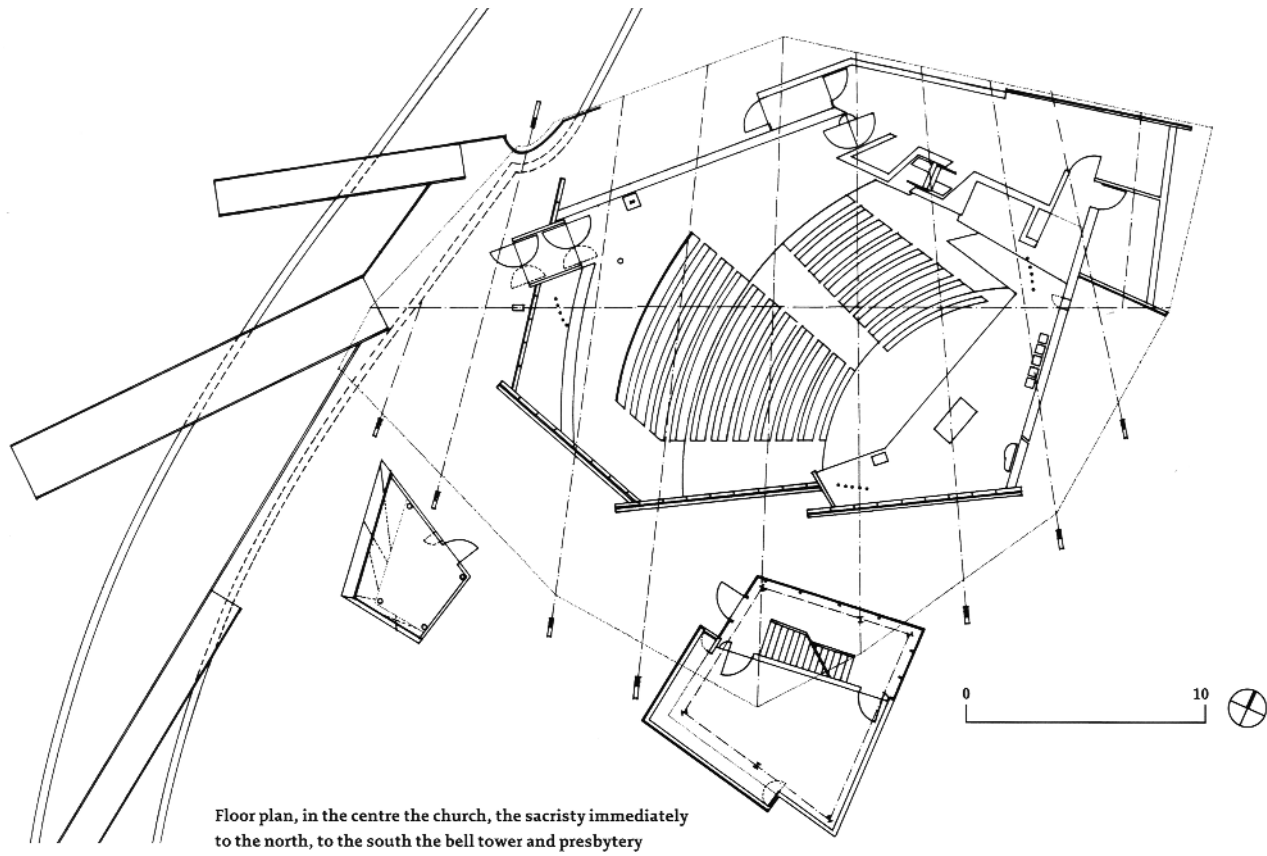 0 10
Floor plan, in the centre the church, the sacristy immediately
to the north, to the south the bell tower and presbytery